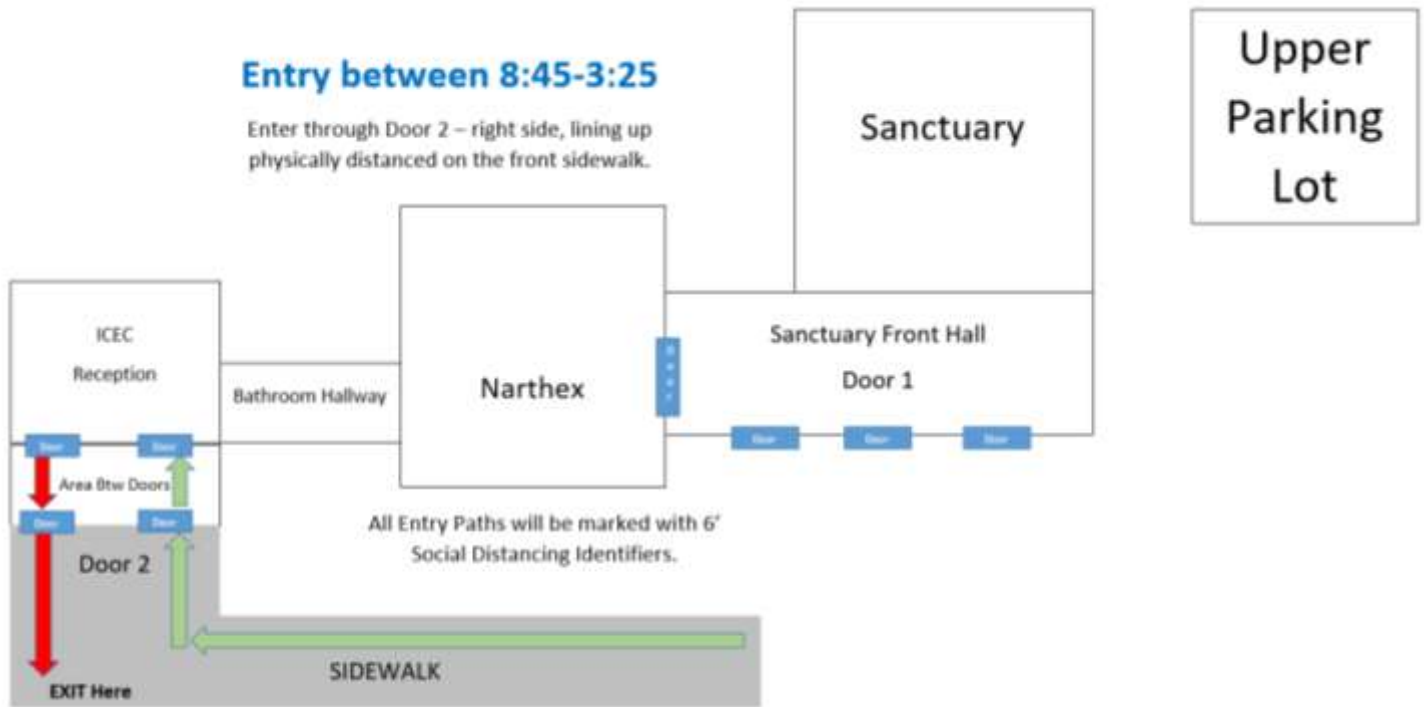 Entry between 8:45-3:25
Enter through Door 2 – right side, lining up
physically distanced on the front sidewalk.
Sanctuary
Upper
Parking
Lot
ICEC
Reception
Bathroom Hallway
Narthex
Door
Sanctuary Front Hall
Door 1
Door
Door
Door
Door
Door
Area Btw Doors
Door
Door
Door 2
All Entry Paths will be marked with 6’
Social Distancing Identifiers.
SIDEWALK
EXIT Here